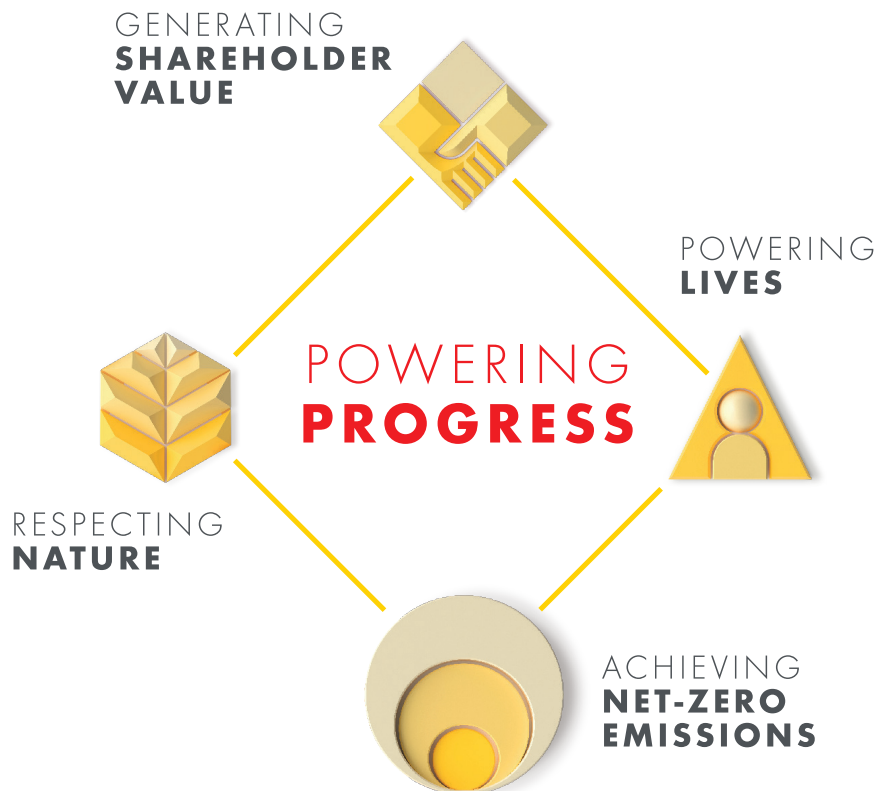 GENERATING
SHAREHOLDER
VALUE
POWERING
LIVES
POWERING
PROGRESS
RESPECTING
NATURE
ACHIEVING
NET-ZERO
EMISSIONS